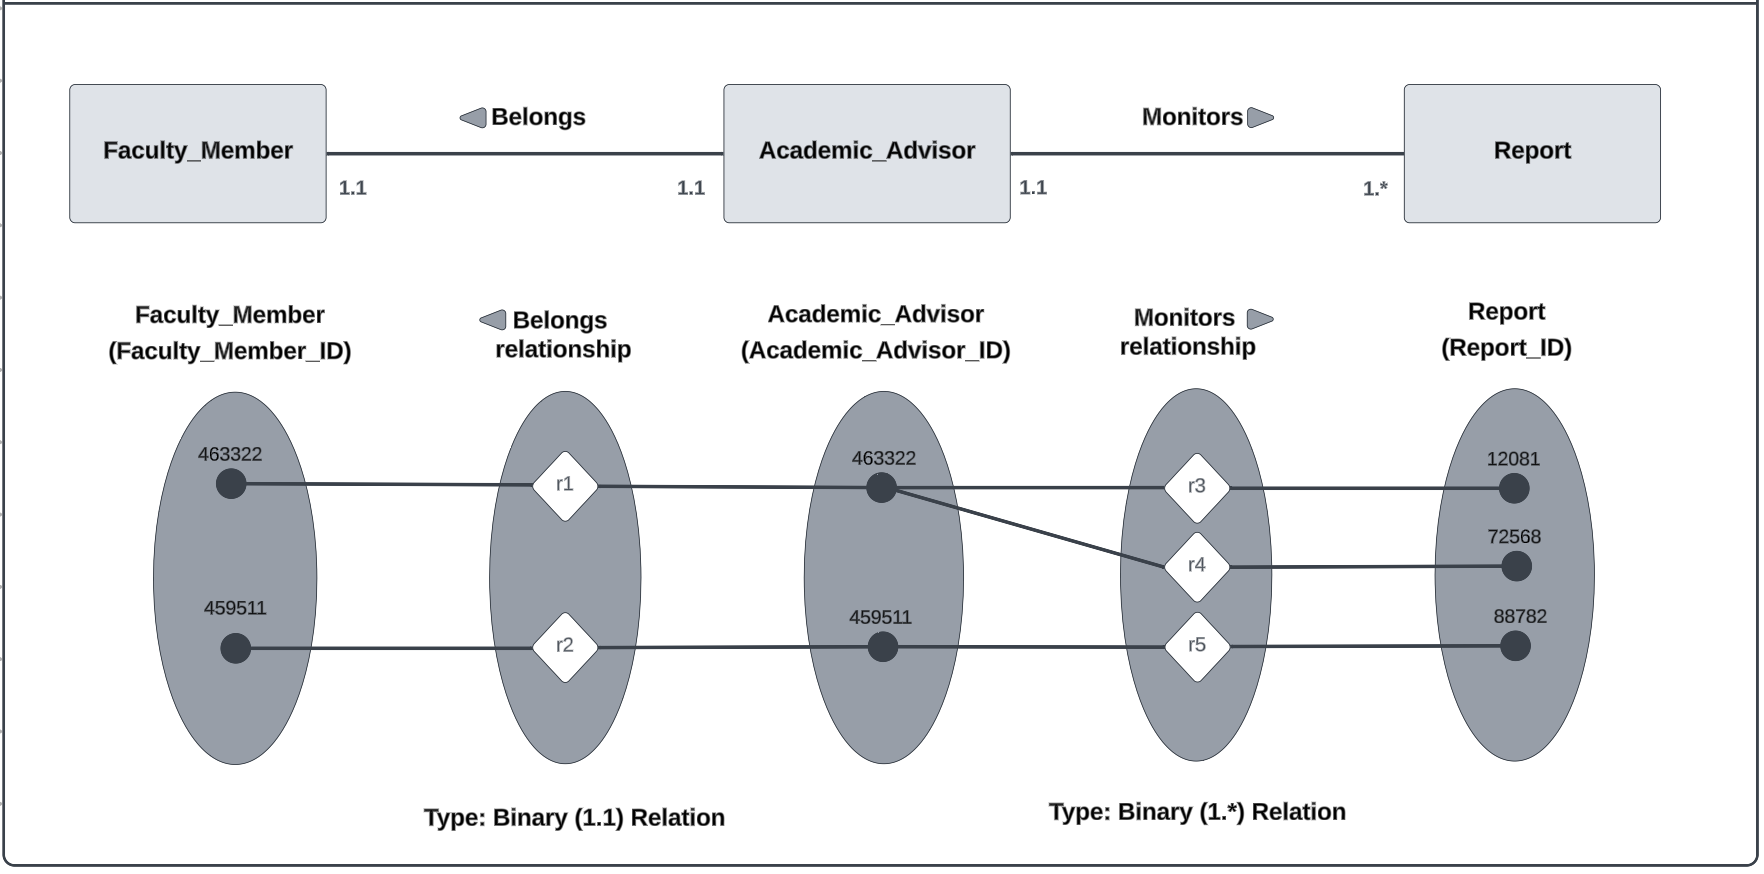 Belongs
Monitors
Faculty_Member
Academic_Advisor
Report
1.1
1.1
1.1
1.*
Faculty_Member
(Faculty_Member_ID)
Belongs
relationship
Academic_Advisor
(Academic_Advisor_ID)
Monitors
relationship
Report
(Report_ID)
463322
r1
463322
r3
12081
r4
72568
459511
r2
459511
r5
88782
Type: Binary (1.1) Relation
Type: Binary (1.*) Relation